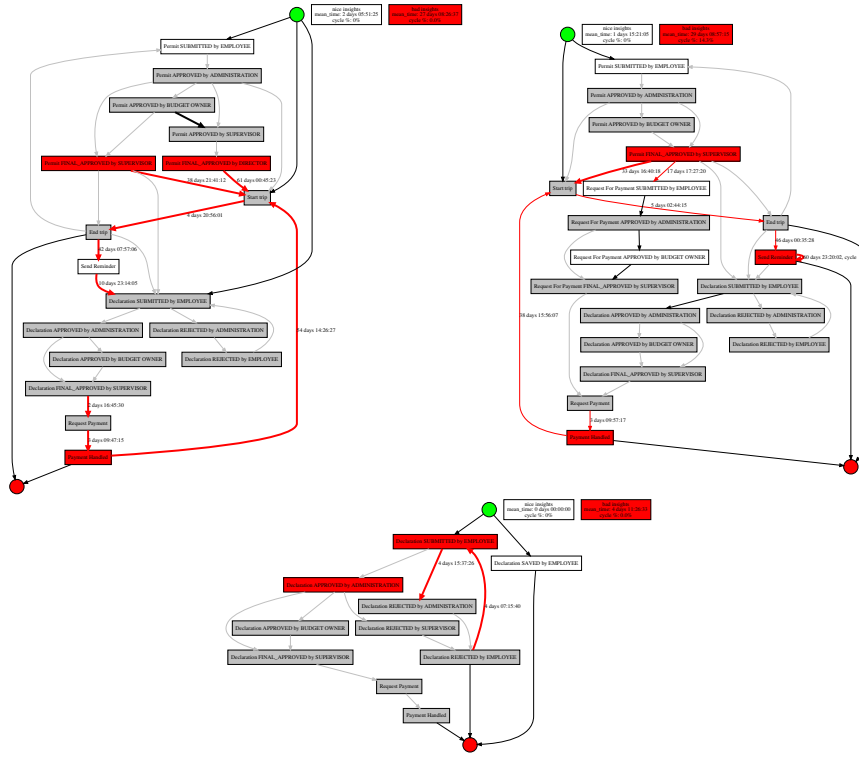 nice insights
mean_time: 2 days 05:51:25
cycle %: 0%
Permit SUBMITTED by EMPLOYEE
Permit APPROVED by ADMINISTRATION
Permit APPROVED by BUDGET OWNER
Permit APPROVED by SUPERVISOR
Permit FINAL_APPROVED by SUPERVISOR
Permit FINAL_APPROVED by DIRECTOR
28 days 21:41:12
61 days 00:45:23
Start trip
4 days 20:56:01
End trip
days 07:57:06
Send Reminder
10 days 23:14:05
Declaration SUBMITTED by EMPLOYEE
Declaration APPROVED by ADMINISTRATION
Declaration REJECTED by ADMINISTRATION
54 days 14:26:27
Declaration APPROVED by BUDGET OWNER
Declaration REJECTED by EMPLOYEE
Declaration FINAL_APPROVED by SUPERVISOR
days 16:45:30
Request Payment
days 09:47:15
Payment Handled
nice insights
mean_time: 1 days 15:21:05
cycle %: 0%
bad insights
Permit SUBMITTED by EMPLOYEE
Permit APPROVED by ADMINISTRATION
Permit APPROVED by BUDGET OWNER
Permit FINAL_APPROVED by SUPERVISOR
33 days 16:40:18
17 days 17:27:20
Start trip
Request For Payment SUBMITTED by EMPLOYEE
5 days 02:44:15
Request For Payment APPROVED by ADMINISTRATION
End trip
46 days 00:35:28
Request For Payment APPROVED by BUDGET OWNER
Send Reminder
60 days 23:20:02, cycle
Request For Payment FINAL_APPROVED by SUPERVISOR
Declaration SUBMITTED by EMPLOYEE
38 days 15:56:07
Declaration APPROVED by ADMINISTRATION
Declaration REJECTED by ADMINISTRATION
Declaration APPROVED by BUDGET OWNER
Declaration REJECTED by EMPLOYEE
Declaration FINAL_APPROVED by SUPERVISOR
Request Payment
3 days 09:57:17
Payment Handled
nice insights
mean_time: 0 days 00:00:00
cycle %: 0%
bad insights
Declaration SUBMITTED by EMPLOYEE
4 days 15:37:26
Declaration SAVED by EMPLOYEE
Declaration APPROVED by ADMINISTRATION
Declaration REJECTED by ADMINISTRATION
days 07:15:40
Declaration APPROVED by BUDGET OWNER
Declaration REJECTED by SUPERVISOR
Declaration FINAL_APPROVED by SUPERVISOR
Declaration REJECTED by EMPLOYEE
Request Payment
Payment Handled